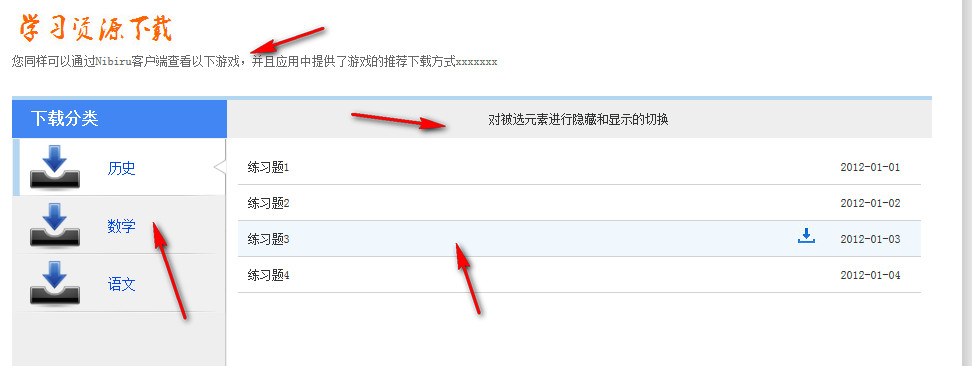 学习资源下载
您同样可以通过Nibiru客户端查看以下游戏，并且应用中提供了游戏的推荐下载方式xxxxxxx
下载分类
对被选元素进行隐藏和显示的切换
历史
练习题1 2012-01-01
练习题2 2012-01-02
数学
练习题3 2012-01-03
练习题4 2012-01-04
语文